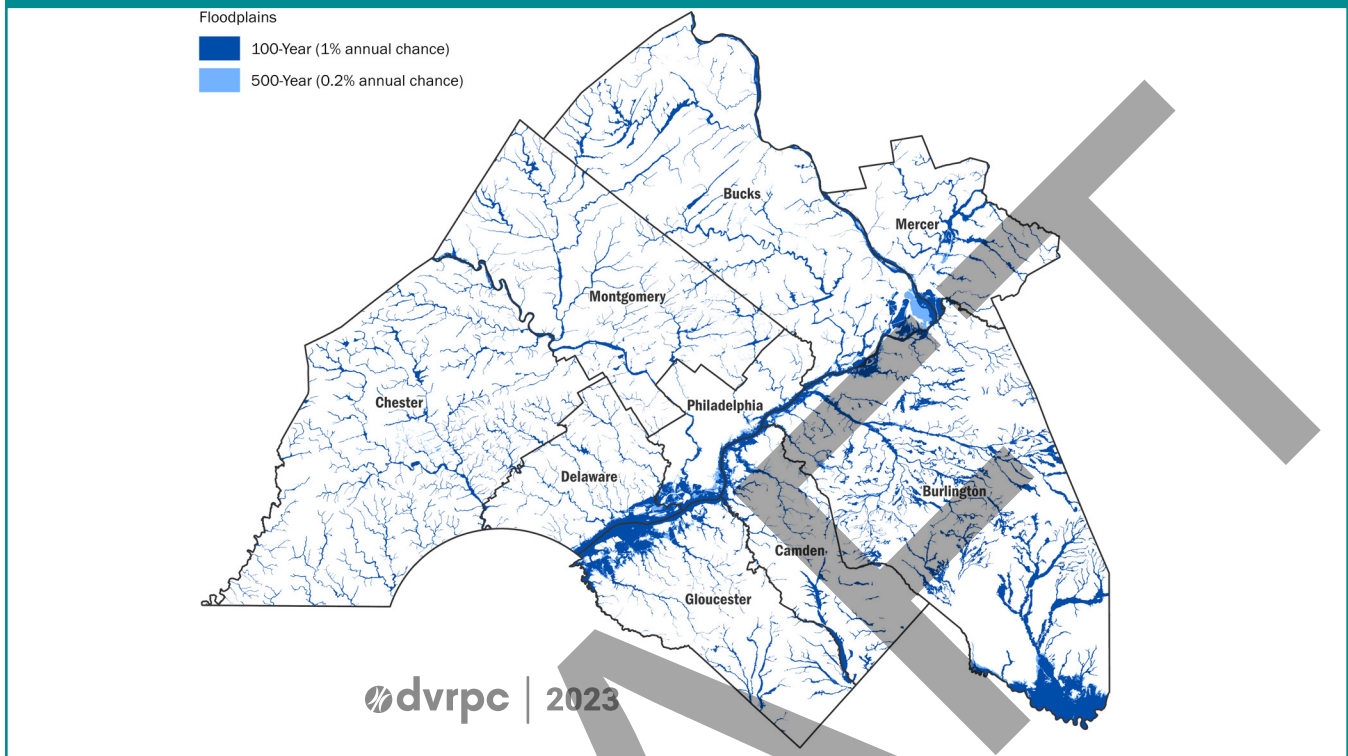 Floodplains
100-Year (1% annual chance)
500-Year (0.2% annual chance)
Bucks
Mercer
Montgomery
Chester
Philadelphia
Delaware
Burlington
Camden
Gloucester
dvrpc | 2023